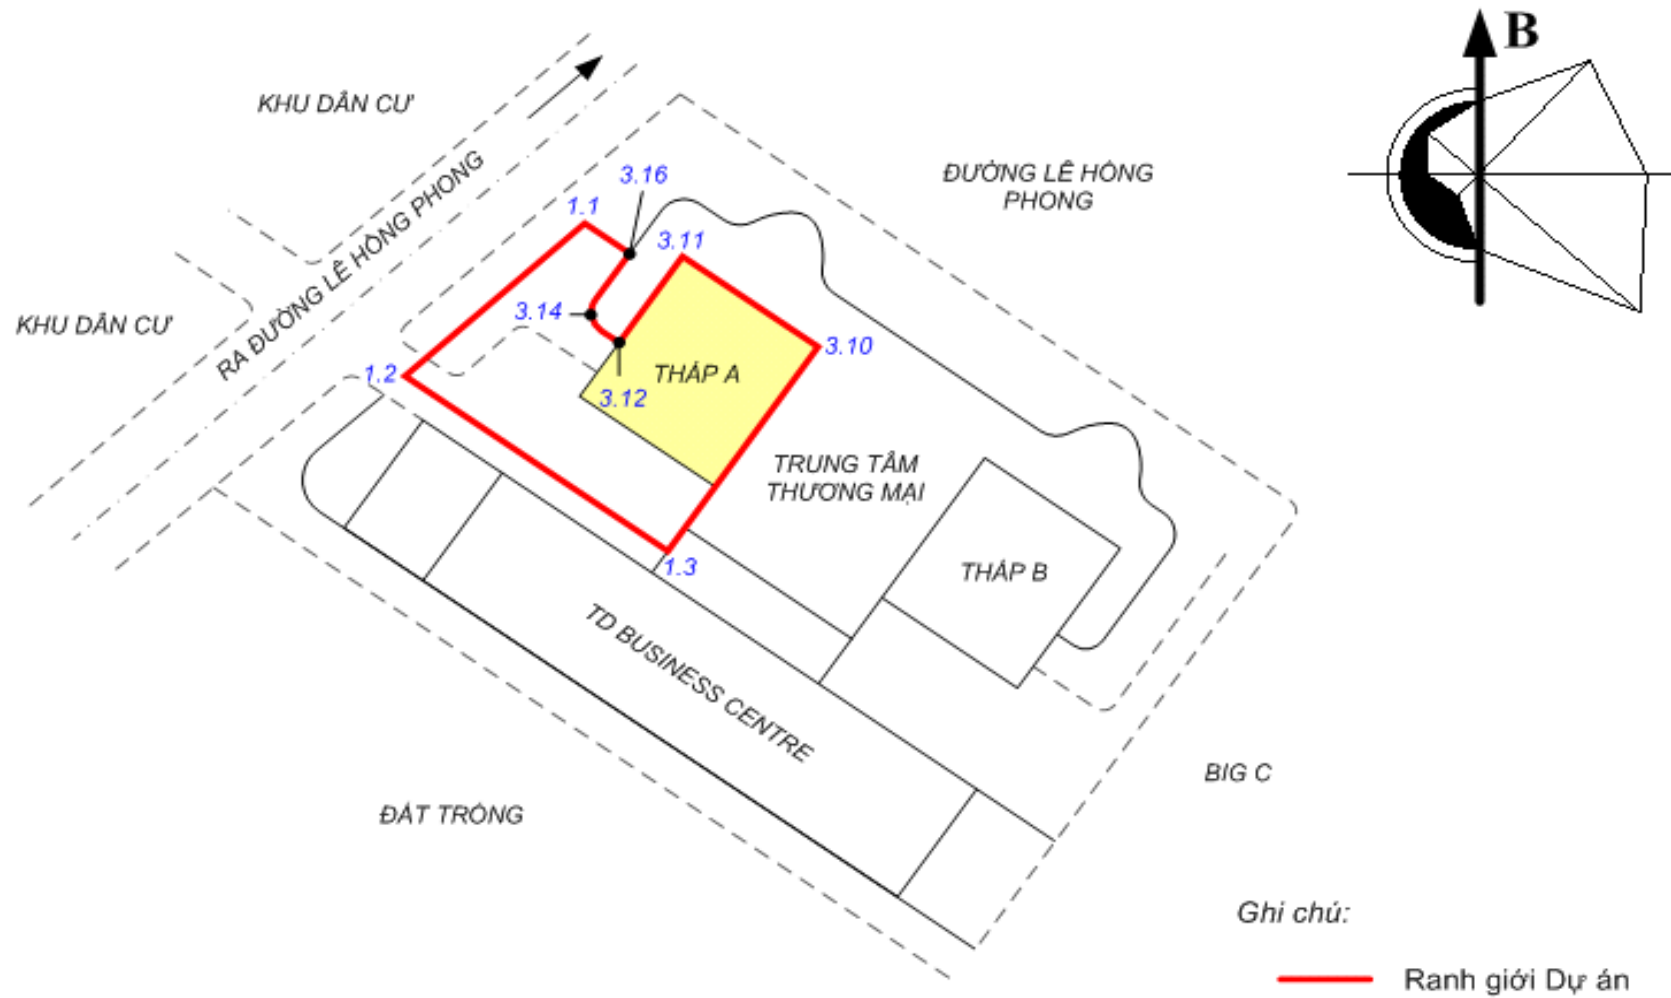 B
KHU DÂN CƯ
ĐƯỜNG LÊ HỒNG
PHONG
3.16
1.1
3.11
RA ĐƯỜNG LÊ HỒNG PHONG
3.14
KHU DÂN CƯ
3.10
1.2
THÁP A
3.12
TRUNG TÂM
THƯƠNG MẠI
1.3
THÁP B
TD BUSINESS CENTRE
BIG C
ĐẤT TRỐNG
Ghi chú:
Ranh giới Dự án